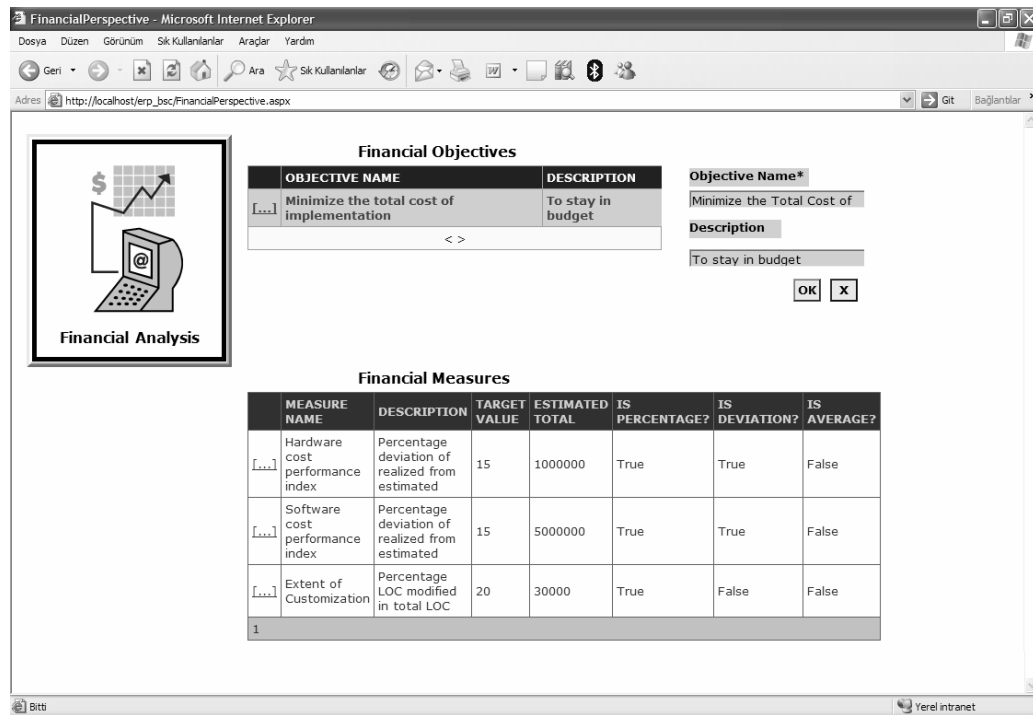 FinancialPerspective - Microsoft Internet Explorer
Dosya Düzen Görünüm Sık Kullanılanlar Araçlar Yardım
Geri Ara Sık Kullanılanlar
Adres http://localhost/erp_bsc/FinancialPerspective.aspx Git Bağlantılar
$
@
Financial Analysis
Financial Objectives
OBJECTIVE NAME DESCRIPTION
[...] Minimize the total cost of implementation To stay in budget
< >
Objective Name*
Minimize the Total Cost of
Description
To stay in budget
OK X
Financial Measures
MEASURE NAME DESCRIPTION TARGET VALUE ESTIMATED TOTAL IS PERCENTAGE? IS DEVIATION? IS AVERAGE?
[...] Hardware cost performance index Percentage deviation of realized from estimated 15 1000000 True True False
[...] Software cost performance index Percentage deviation of realized from estimated 15 5000000 True True False
[...] Extent of Customization Percentage LOC modified in total LOC 20 30000 True False False
1
Bitti Yerel intranet